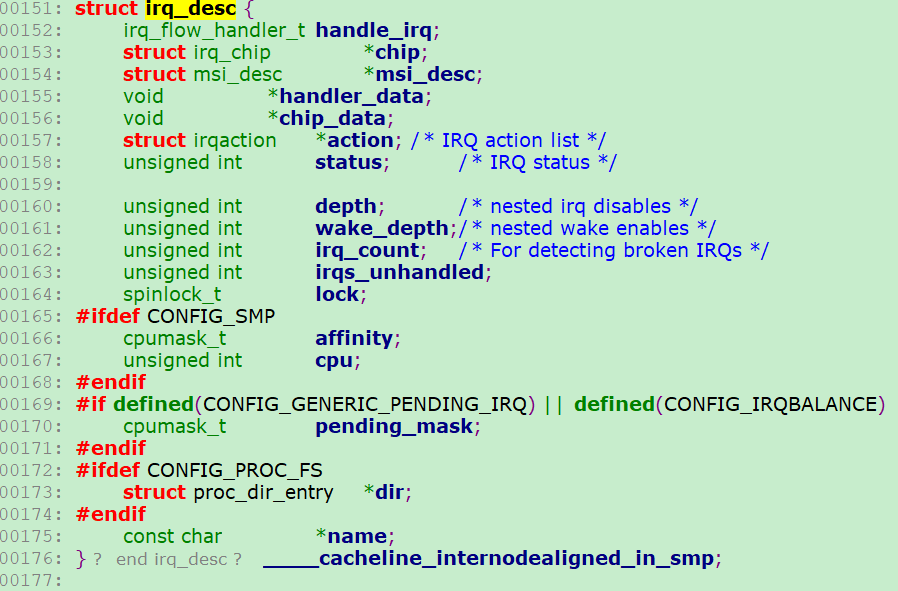 00151: struct irq_desc {
00152: irq_flow_handler_t handle_irq;
00153: struct irq_chip *chip;
00154: struct msi_desc *msi_desc;
00155: void *handler_data;
00156: void *chip_data;
00157: struct irqaction *action; /* IRQ action list */
00158: unsigned int status; /* IRQ status */
00159:
00160: unsigned int depth; /* nested irq disables */
00161: unsigned int wake_depth;/* nested wake enables */
00162: unsigned int irq_count; /* For detecting broken IRQs */
00163: unsigned int irqs_unhandled;
00164: spinlock_t lock;
00165: #ifdef CONFIG_SMP
00166: cpumask_t affinity;
00167: unsigned int cpu;
00168: #endif
00169: #if defined(CONFIG_GENERIC_PENDING_IRQ) || defined(CONFIG_IRQBALANCE)
00170: cpumask_t pending_mask;
00171: #endif
00172: #ifdef CONFIG_PROC_FS
00173: struct proc_dir_entry *dir;
00174: #endif
00175: const char *name;
00176: } ? end irq_desc ? ____cacheline_internodealigned_in_smp;
00177: